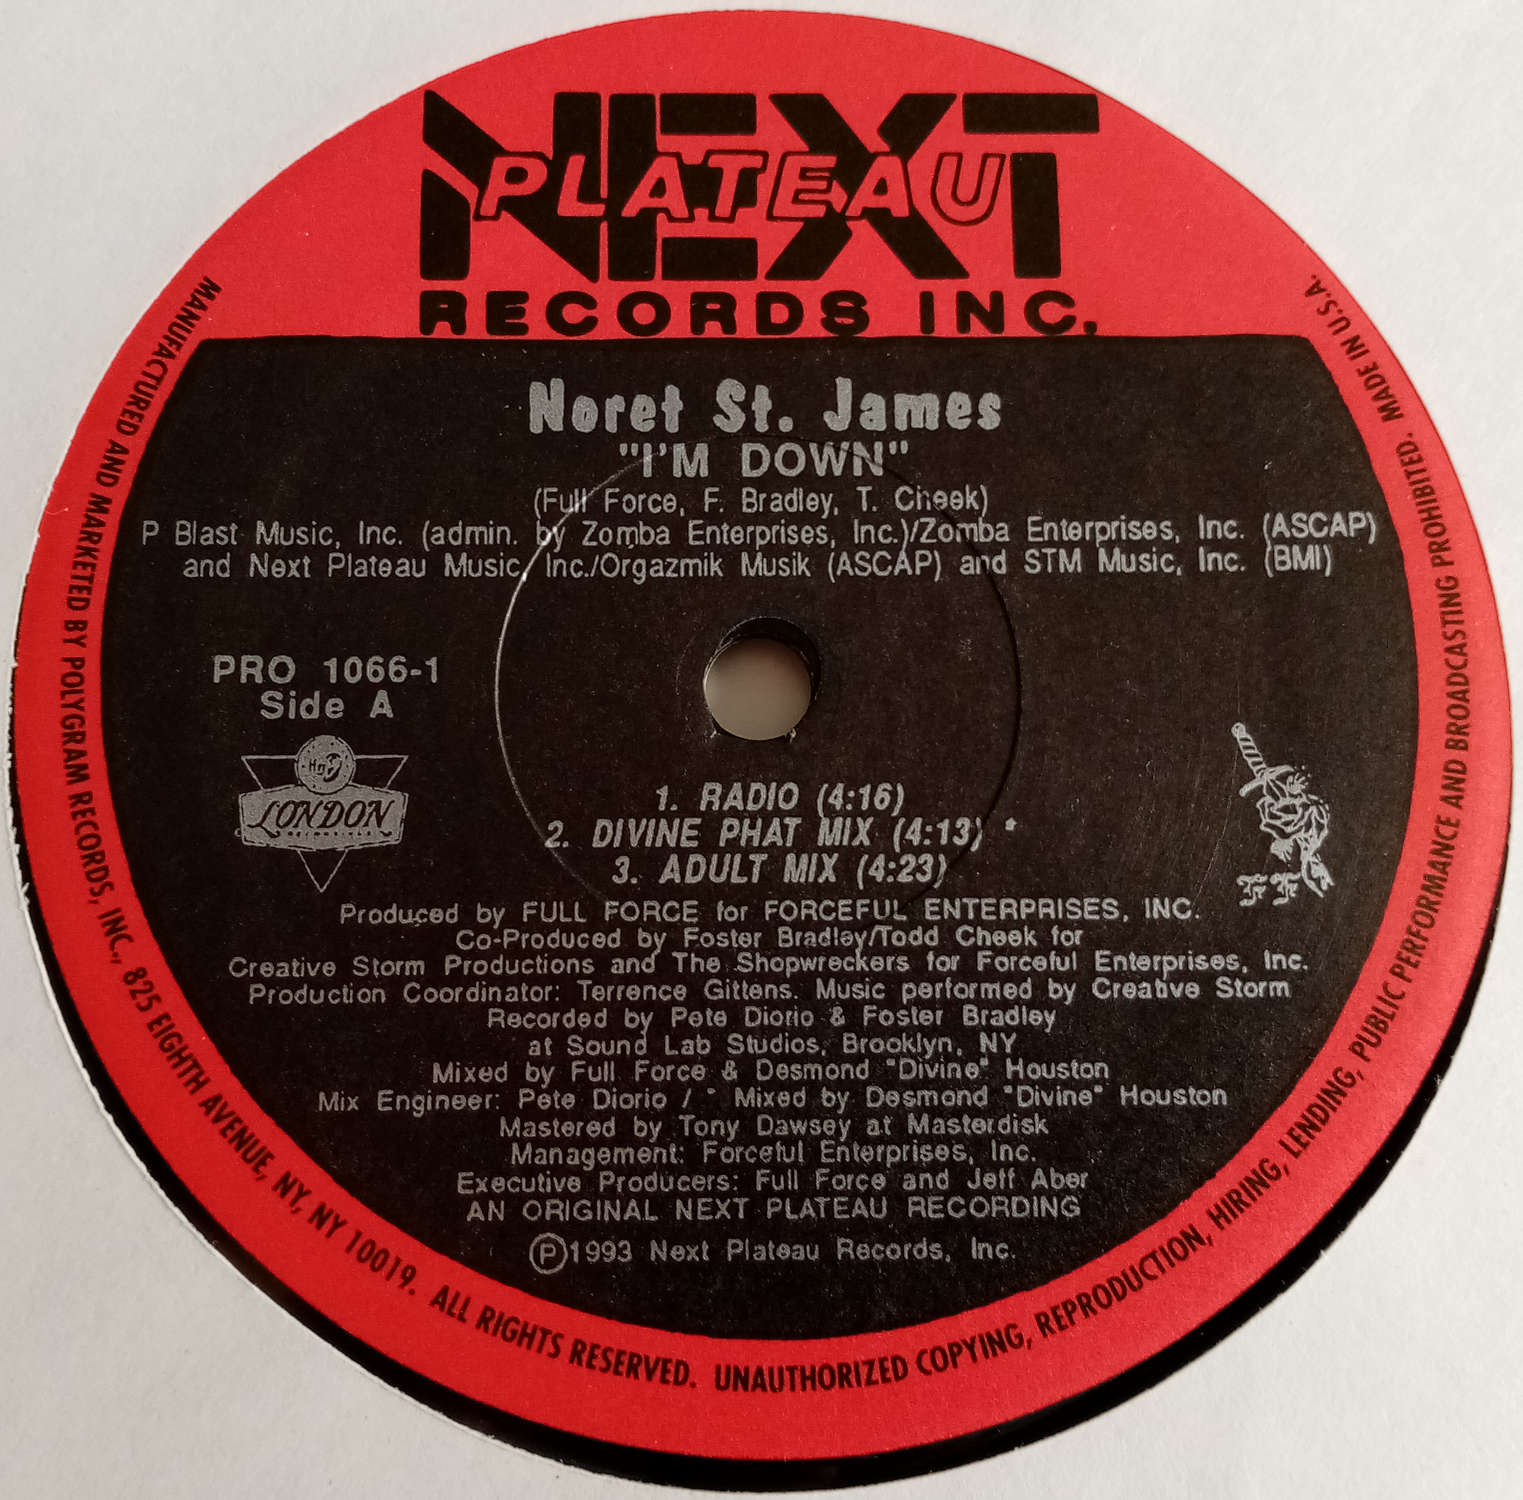 NEXT
PLATEAU
RECORDS INC.
Noret St. James
"I'M DOWN"
(Full Force, F. Bradley, T. Cheek)
P Blast Music, Inc. (admin. by Zomba Enterprises, Inc.)/Zomba Enterprises, Inc. (ASCAP)
and Next Plateau Music, Inc./Orgazmik Musik (ASCAP) and STM Music, Inc. (BMI)
PRO 1066-1
Side A
LONDON
FF
1. RADIO (4:16)
2. DIVINE PHAT MIX (4:13) *
3. ADULT MIX (4:23)
Produced by FULL FORCE for FORCEFUL ENTERPRISES, INC.
Co-Produced by Foster Bradley/Todd Cheek for
Creative Storm Productions and The Shopwreckers for Forceful Enterprises, Inc.
Production Coordinator: Terrence Gittens. Music performed by Creative Storm
Recorded by Pete Diorio & Foster Bradley
at Sound Lab Studios, Brooklyn, NY
Mixed by Full Force & Desmond "Divine" Houston
Mix Engineer: Pete Diorio / * Mixed by Desmond "Divine" Houston
Mastered by Tony Dawsey at Masterdisk
Management: Forceful Enterprises, Inc.
Executive Producers: Full Force and Jeff Aber
AN ORIGINAL NEXT PLATEAU RECORDING
Ⓟ1993 Next Plateau Records, Inc.
MANUFACTURED AND MARKETED BY POLYGRAM RECORDS, INC., 825 EIGHTH AVENUE, NY, NY 10019. ALL RIGHTS RESERVED. UNAUTHORIZED COPYING, REPRODUCTION, HIRING, LENDING, PUBLIC PERFORMANCE AND BROADCASTING PROHIBITED. MADE IN U.S.A.